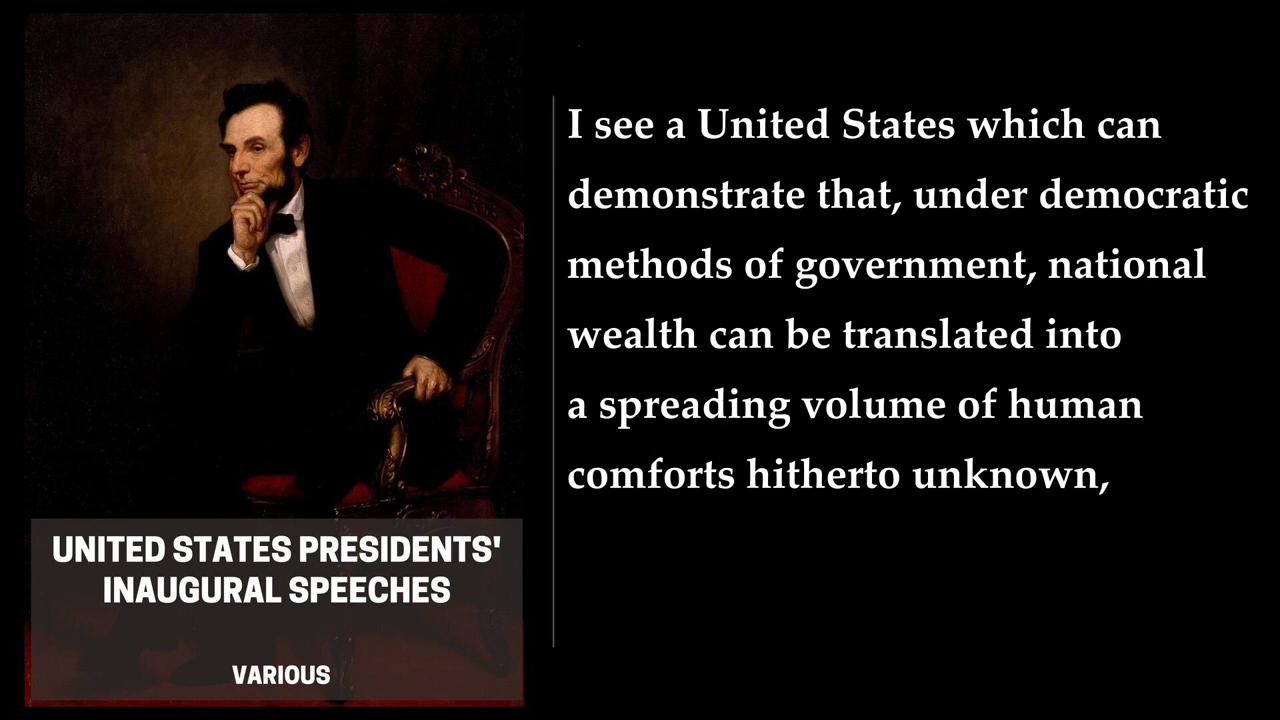 I see a United States which can
demonstrate that, under democratic
methods of government, national
wealth can be translated into
a spreading volume of human
comforts hitherto unknown,
UNITED STATES PRESIDENTS'
INAUGURAL SPEECHES
VARIOUS